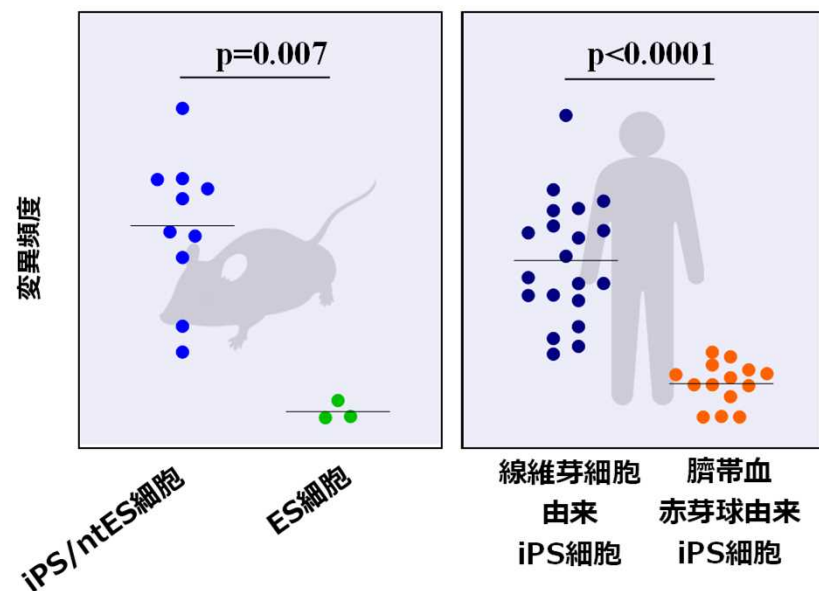 p=0.007
p<0.0001
変異頻度
iPS/ntES細胞
ES細胞
線維芽細胞
由来
iPS細胞
臍帯血
赤芽球由来
iPS細胞